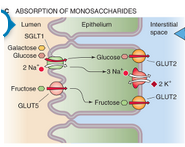 C ABSORPTION OF MONOSACCHARIDES
Lumen
Epithelium
Interstitial
space
SGLT1
Galactose
Glucose
2 Na+
Glucose
GLUT2
3 Na+
2 K+
Fructose
GLUT5
Fructose
GLUT2